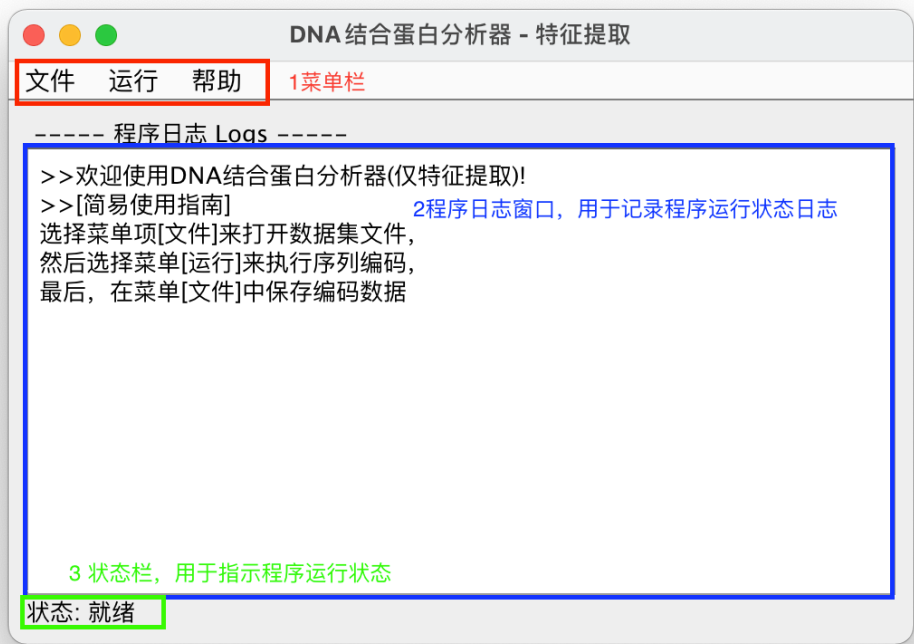 DNA结合蛋白分析器 - 特征提取
文件 运行 帮助 1菜单栏
----- 程序日志 Logs -----
>>欢迎使用DNA结合蛋白分析器(仅特征提取)!
>>[简易使用指南]
2程序日志窗口，用于记录程序运行状态日志
选择菜单项[文件]来打开数据集文件,
然后选择菜单[运行]来执行序列编码,
最后，在菜单[文件]中保存编码数据
3 状态栏，用于指示程序运行状态
状态: 就绪